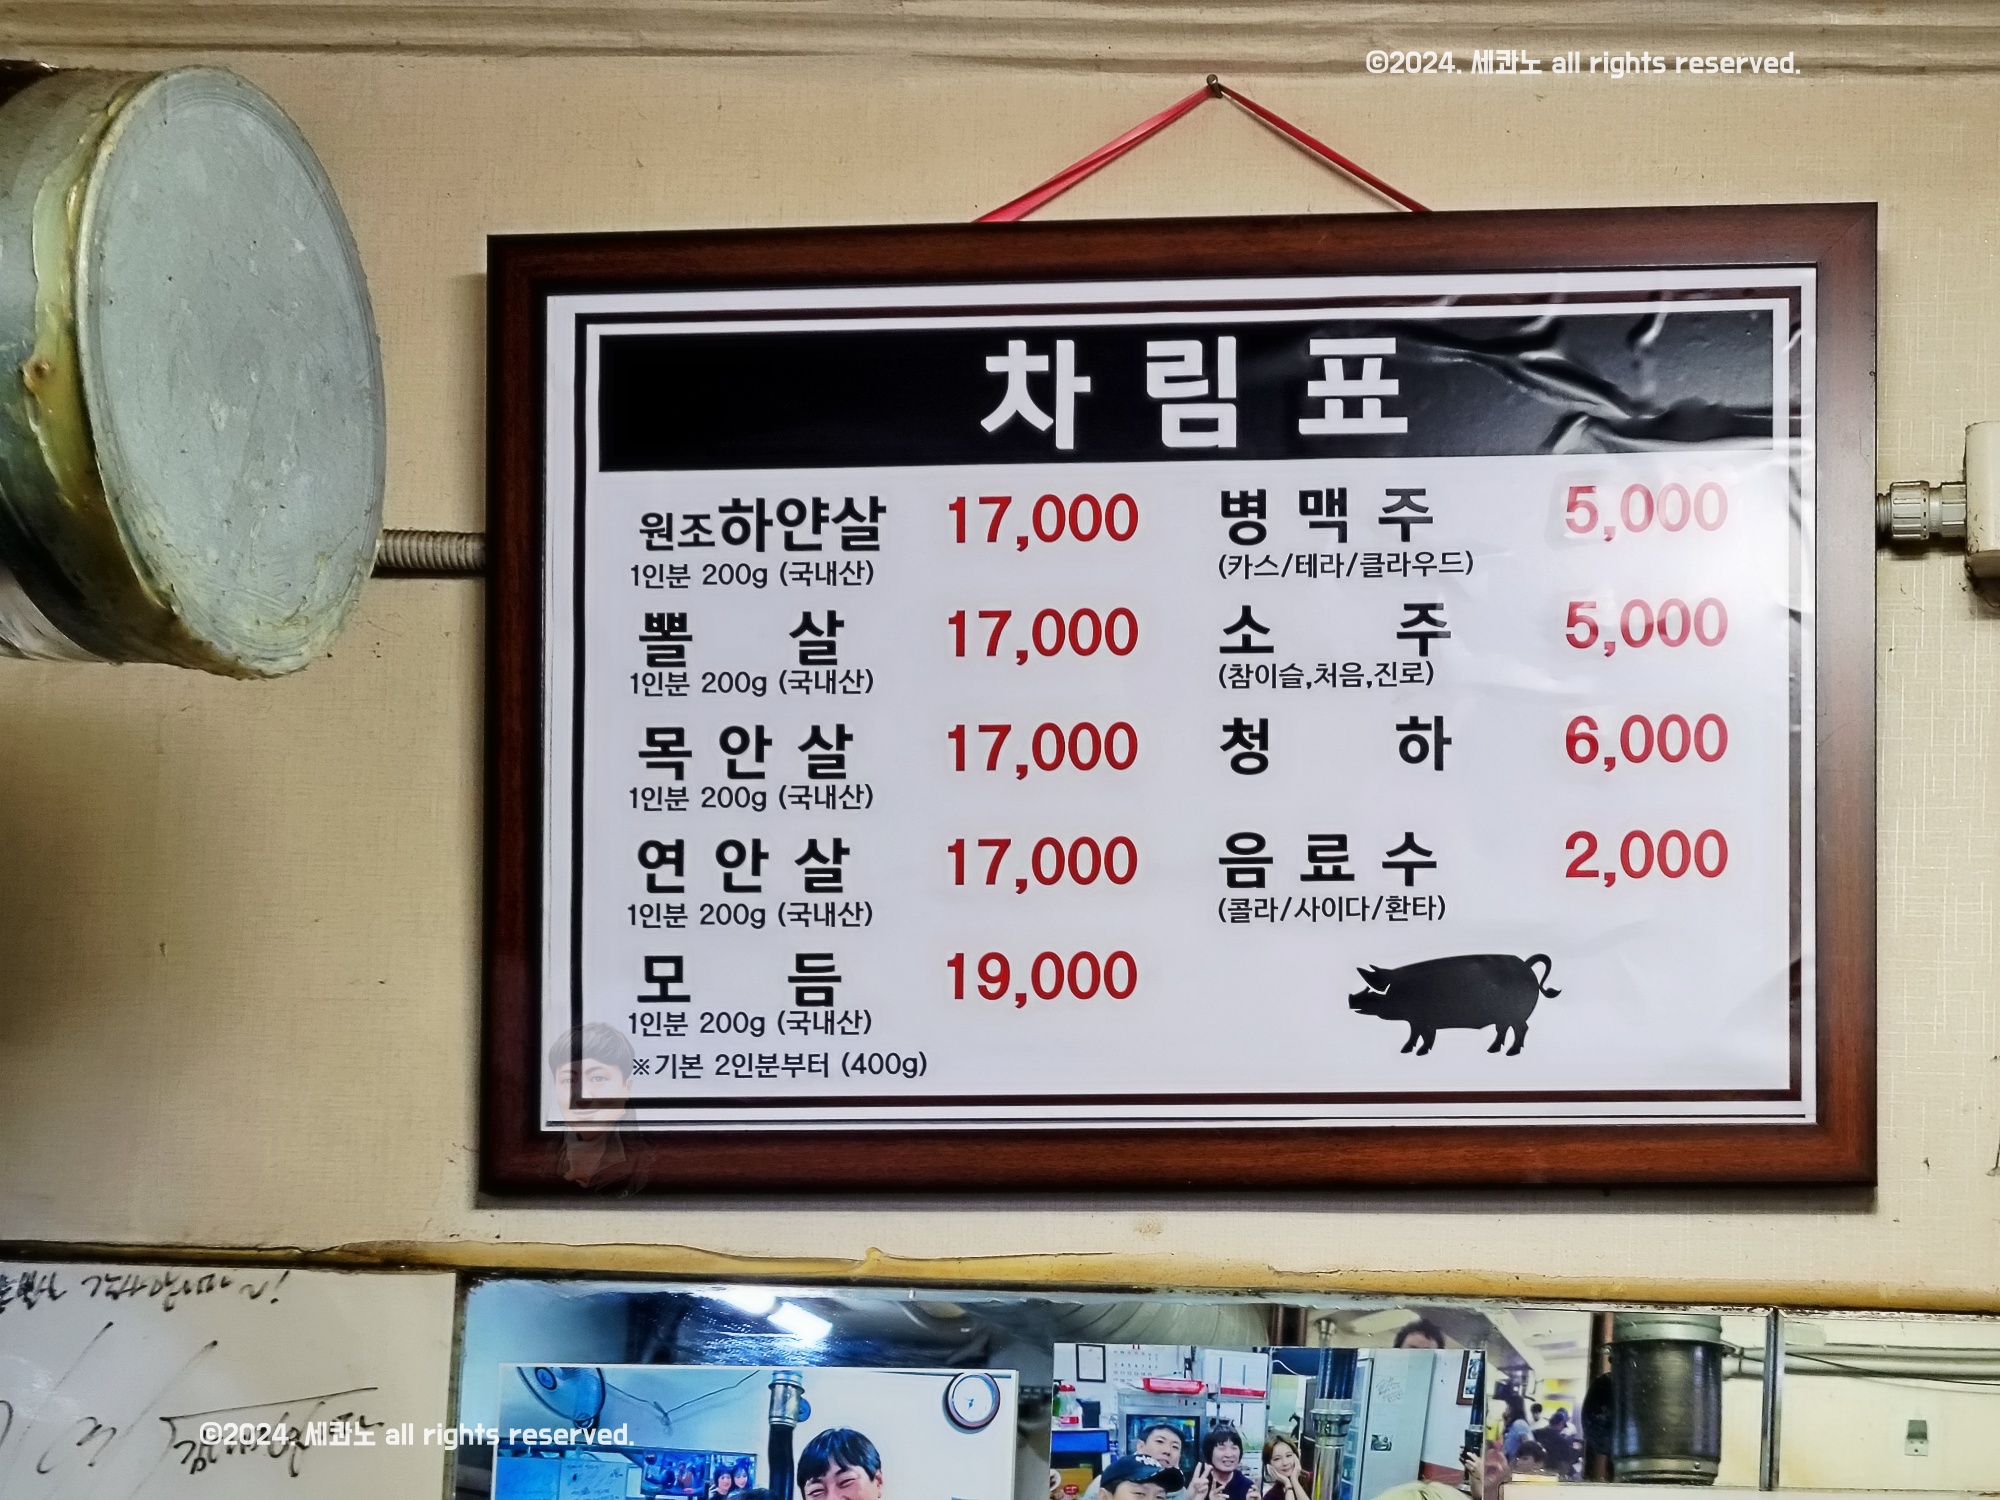 ©2024. 세콰노 all rights reserved.
차림표
원조하얀살 17,000
1인분 200g (국내산)
뽈살 17,000
1인분 200g (국내산)
목안살 17,000
1인분 200g (국내산)
연안살 17,000
1인분 200g (국내산)
모듬 19,000
1인분 200g (국내산)
※기본 2인분부터 (400g)
병맥주 5,000
(카스/테라/클라우드)
소주 5,000
(참이슬,처음,진로)
청하 6,000
음료수 2,000
(콜라/사이다/환타)
©2024. 세콰노 all rights reserved.